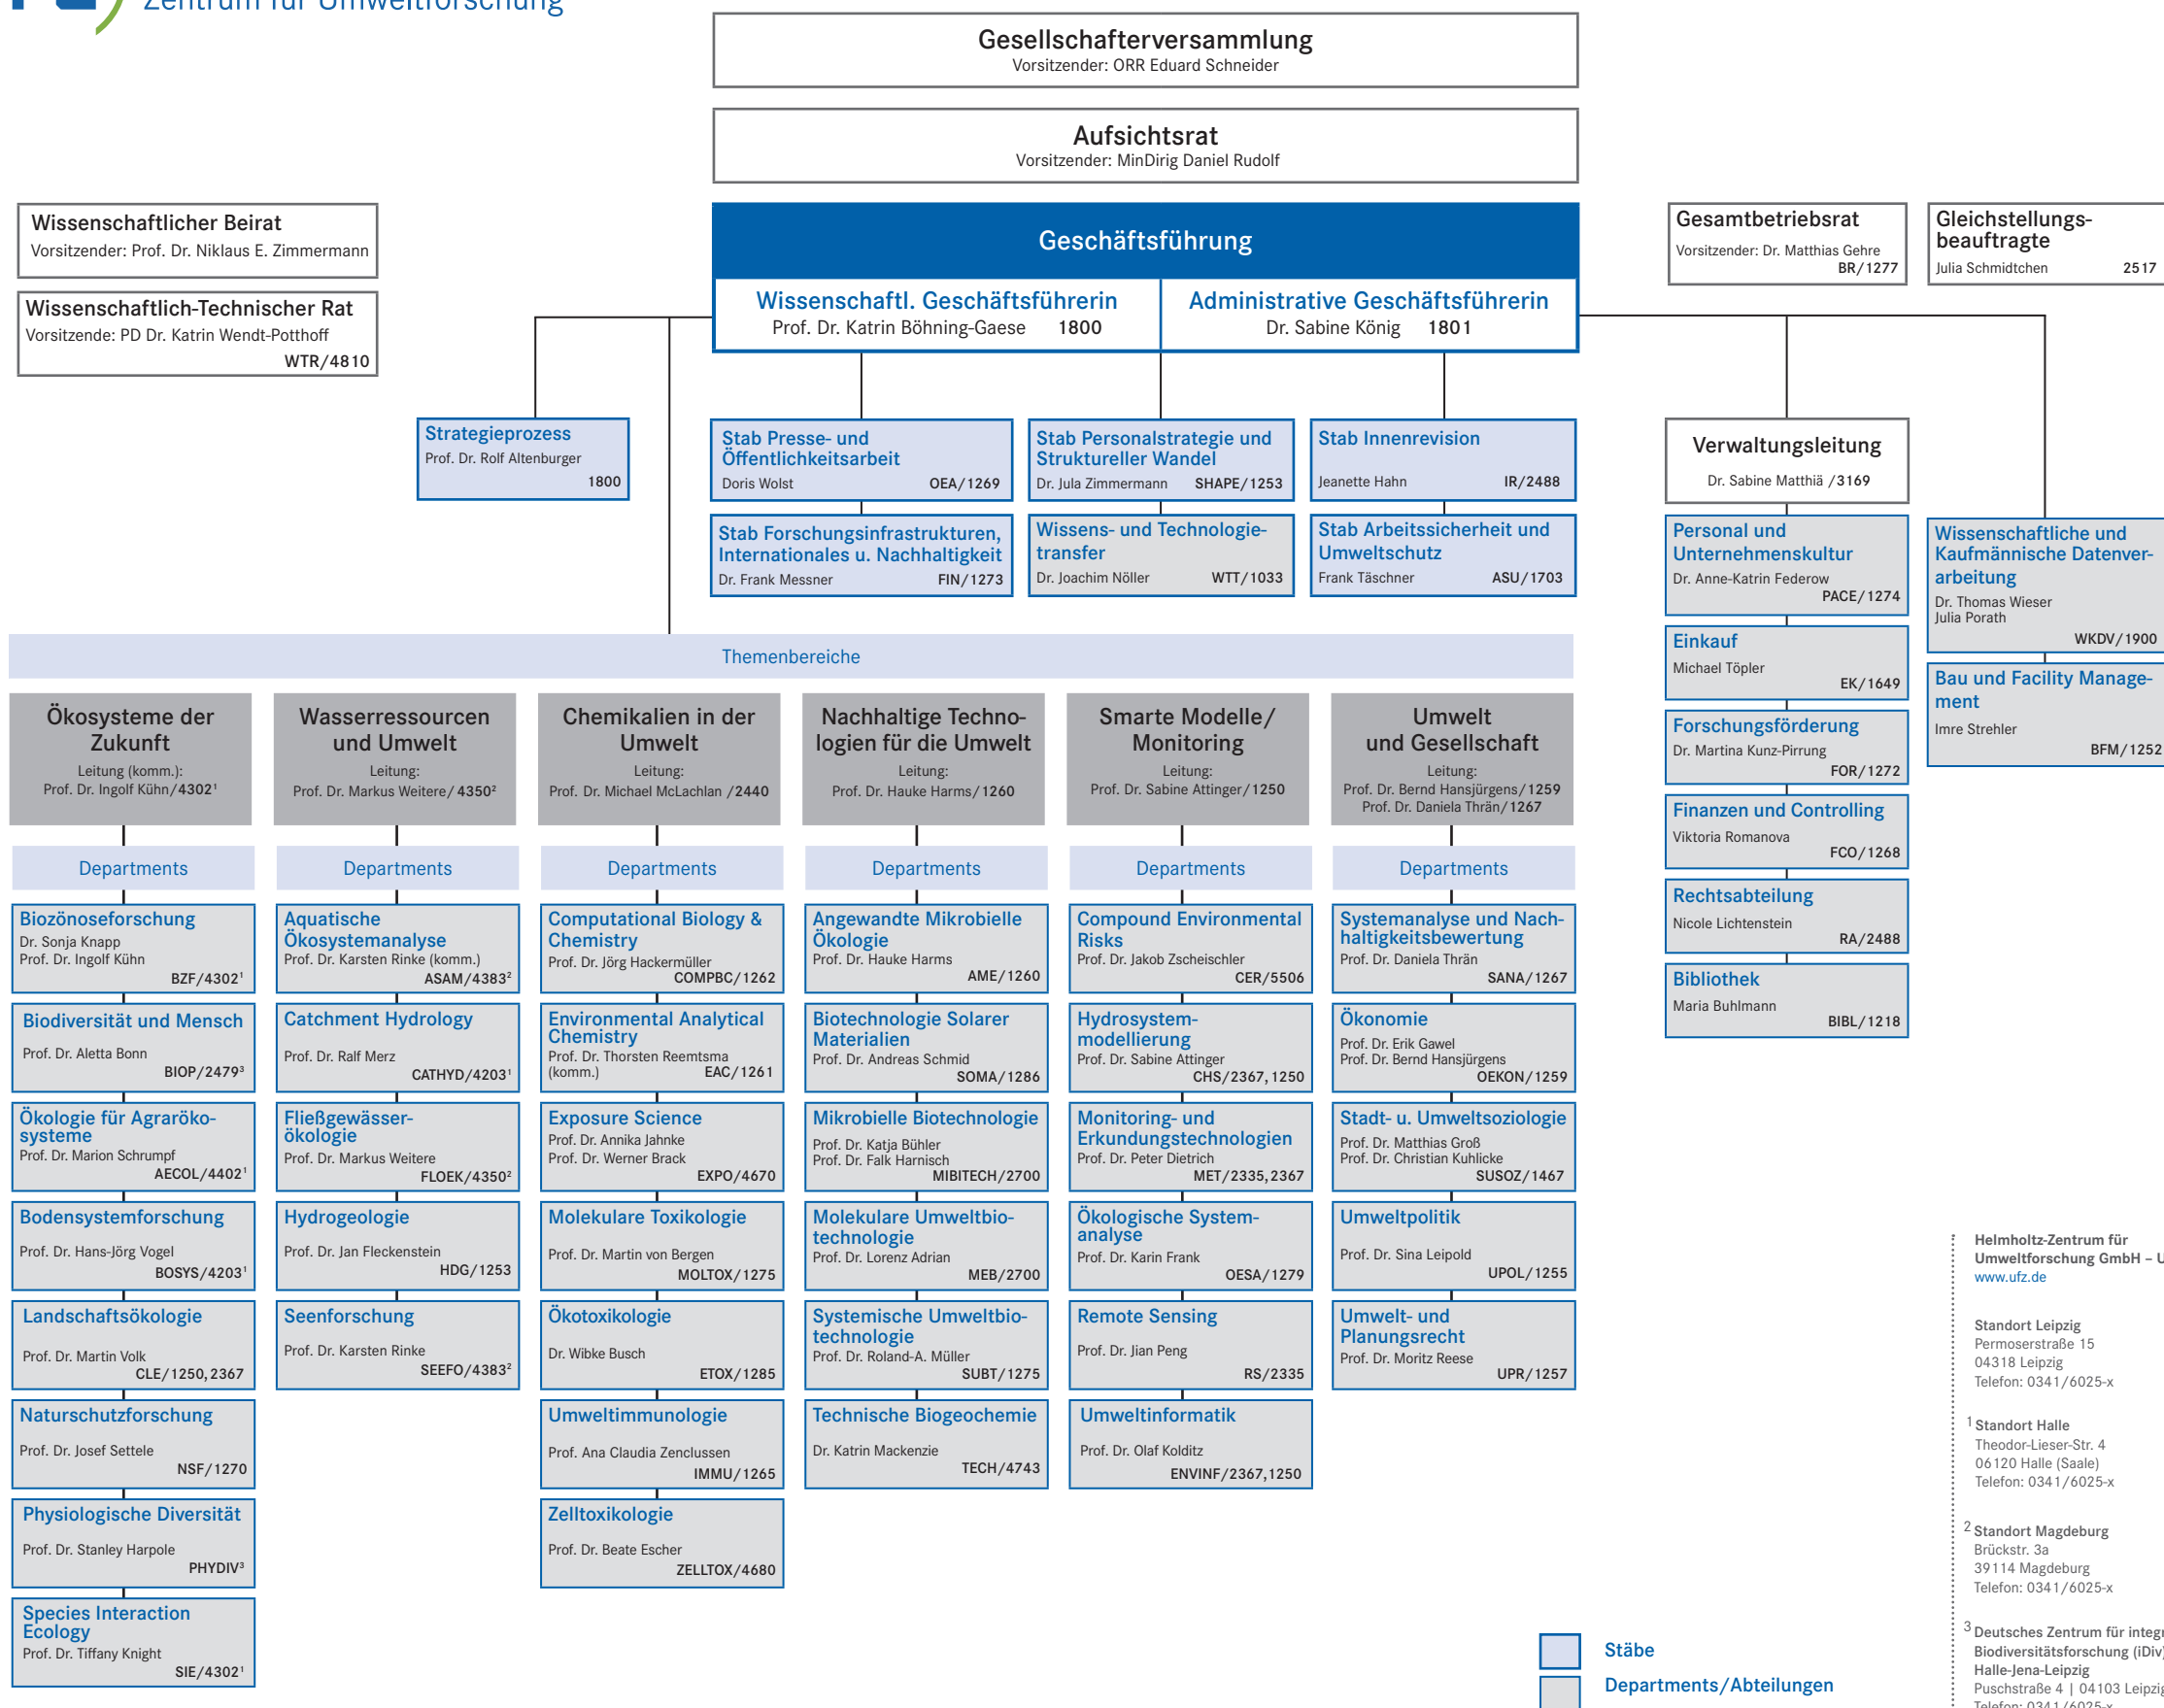 Zentrum für Umweltforschung
Gesellschafterversammlung
Vorsitzender: ORR Eduard Schneider
Aufsichtsrat
Vorsitzender: MinDirig Daniel Rudolf
Wissenschaftlicher Beirat
Vorsitzender: Prof. Dr. Niklaus E. Zimmermann
Wissenschaftlich-Technischer Rat
Vorsitzende: PD Dr. Katrin Wendt-Potthoff
WTR/4810
Geschäftsführung
Wissenschaftl. Geschäftsführerin
Prof. Dr. Katrin Böhning-Gaese 1800
Administrative Geschäftsführerin
Dr. Sabine König 1801
Gesamtbetriebsrat
Vorsitzender: Dr. Matthias Gehre
BR/1277
Gleichstellungs-
beauftragte
Julia Schmidtchen 2517
Strategieprozess
Prof. Dr. Rolf Altenburger
1800
Stab Presse- und
Öffentlichkeitsarbeit
Doris Wolst OEA/1269
Stab Personalstrategie und
Struktureller Wandel
Dr. Jula Zimmermann SHAPE/1253
Stab Innenrevision
Jeanette Hahn IR/2488
Stab Forschungsinfrastrukturen,
Internationales u. Nachhaltigkeit
Dr. Frank Messner FIN/1273
Wissens- und Technologie-
transfer
Dr. Joachim Nöller WTT/1033
Stab Arbeitssicherheit und
Umweltschutz
Frank Täschner ASU/1703
Verwaltungsleitung
Dr. Sabine Matthiä /3169
Personal und
Unternehmenskultur
Dr. Anne-Katrin Federow
PACE/1274
Einkauf
Michael Töpler
EK/1649
Forschungsförderung
Dr. Martina Kunz-Pirrung
FOR/1272
Finanzen und Controlling
Viktoria Romanova
FCO/1268
Rechtsabteilung
Nicole Lichtenstein
RA/2488
Bibliothek
Maria Buhlmann
BIBL/1218
Wissenschaftliche und
Kaufmännische Datenver-
arbeitung
Dr. Thomas Wieser
Julia Porath
WKDV/1900
Bau und Facility Manage-
ment
Imre Strehler
BFM/1252
Themenbereiche
Ökosysteme der
Zukunft
Leitung (komm.):
Prof. Dr. Ingolf Kühn/4302¹
Departments
Biozönoseforschung
Dr. Sonja Knapp
Prof. Dr. Ingolf Kühn
BZF/4302¹
Biodiversität und Mensch
Prof. Dr. Aletta Bonn
BIOP/2479³
Ökologie für Agraröko-
systeme
Prof. Dr. Marion Schrumpf
AECOL/4402¹
Bodensystemforschung
Prof. Dr. Hans-Jörg Vogel
BOSYS/4203¹
Landschaftsökologie
Prof. Dr. Martin Volk
CLE/1250,2367
Naturschutzforschung
Prof. Dr. Josef Settele
NSF/1270
Physiologische Diversität
Prof. Dr. Stanley Harpole
PHYDIV³
Species Interaction
Ecology
Prof. Dr. Tiffany Knight
SIE/4302¹
Wasserressourcen
und Umwelt
Leitung:
Prof. Dr. Markus Weitere/ 4350²
Departments
Aquatische
Ökosystemanalyse
Prof. Dr. Karsten Rinke (komm.)
ASAM/4383²
Catchment Hydrology
Prof. Dr. Ralf Merz
CATHYD/4203¹
Fließgewässer-
ökologie
Prof. Dr. Markus Weitere
FLOEK/4350²
Hydrogeologie
Prof. Dr. Jan Fleckenstein
HDG/1253
Seenforschung
Prof. Dr. Karsten Rinke
SEEFO/4383²
Chemikalien in der
Umwelt
Leitung:
Prof. Dr. Michael McLachlan /2440
Departments
Computational Biology &
Chemistry
Prof. Dr. Jörg Hackermüller
COMPBC/1262
Environmental Analytical
Chemistry
Prof. Dr. Thorsten Reemtsma
(komm.) EAC/1261
Exposure Science
Prof. Dr. Annika Jahnke
Prof. Dr. Werner Brack
EXPO/4670
Molekulare Toxikologie
Prof. Dr. Martin von Bergen
MOLTOX/1275
Ökotoxikologie
Dr. Wibke Busch
ETOX/1285
Umweltimmunologie
Prof. Ana Claudia Zenclussen
IMMU/1265
Zelltoxikologie
Prof. Dr. Beate Escher
ZELLTOX/4680
Nachhaltige Techno-
logien für die Umwelt
Leitung:
Prof. Dr. Hauke Harms/1260
Departments
Angewandte Mikrobielle
Ökologie
Prof. Dr. Hauke Harms
AME/1260
Biotechnologie Solarer
Materialien
Prof. Dr. Andreas Schmid
SOMA/1286
Mikrobielle Biotechnologie
Prof. Dr. Katja Bühler
Prof. Dr. Falk Harnisch
MIBITECH/2700
Molekulare Umweltbio-
technologie
Prof. Dr. Lorenz Adrian
MEB/2700
Systemische Umweltbio-
technologie
Prof. Dr. Roland-A. Müller
SUBT/1275
Technische Biogeochemie
Dr. Katrin Mackenzie
TECH/4743
Smarte Modelle/
Monitoring
Leitung:
Prof. Dr. Sabine Attinger/1250
Departments
Compound Environmental
Risks
Prof. Dr. Jakob Zscheischler
CER/5506
Hydrosystem-
modellierung
Prof. Dr. Sabine Attinger
CHS/2367,1250
Monitoring- und
Erkundungstechnologien
Prof. Dr. Peter Dietrich
MET/2335,2367
Ökologische System-
analyse
Prof. Dr. Karin Frank
OESA/1279
Remote Sensing
Prof. Dr. Jian Peng
RS/2335
Umweltinformatik
Prof. Dr. Olaf Kolditz
ENVINF/2367,1250
Umwelt
und Gesellschaft
Leitung:
Prof. Dr. Bernd Hansjürgens/1259
Prof. Dr. Daniela Thrän/1267
Departments
Systemanalyse und Nach-
haltigkeitsbewertung
Prof. Dr. Daniela Thrän
SANA/1267
Ökonomie
Prof. Dr. Erik Gawel
Prof. Dr. Bernd Hansjürgens
OEKON/1259
Stadt- u. Umweltsoziologie
Prof. Dr. Matthias Groß
Prof. Dr. Christian Kuhlicke
SUSOZ/1467
Umweltpolitik
Prof. Dr. Sina Leipold
UPOL/1255
Umwelt- und
Planungsrecht
Prof. Dr. Moritz Reese
UPR/1257
Helmholtz-Zentrum für
Umweltforschung GmbH – U
www.ufz.de
Standort Leipzig
Permoserstraße 15
04318 Leipzig
Telefon: 0341/6025-x
1 Standort Halle
Theodor-Lieser-Str. 4
06120 Halle (Saale)
Telefon: 0341/6025-x
2 Standort Magdeburg
Brückstr. 3a
39114 Magdeburg
Telefon: 0341/6025-x
3 Deutsches Zentrum für integr
Biodiversitätsforschung (iDiv)
Halle-Jena-Leipzig
Puschstraße 4 | 04103 Leipzig
Telefon: 0341/6025-x
Stäbe
Departments/Abteilungen